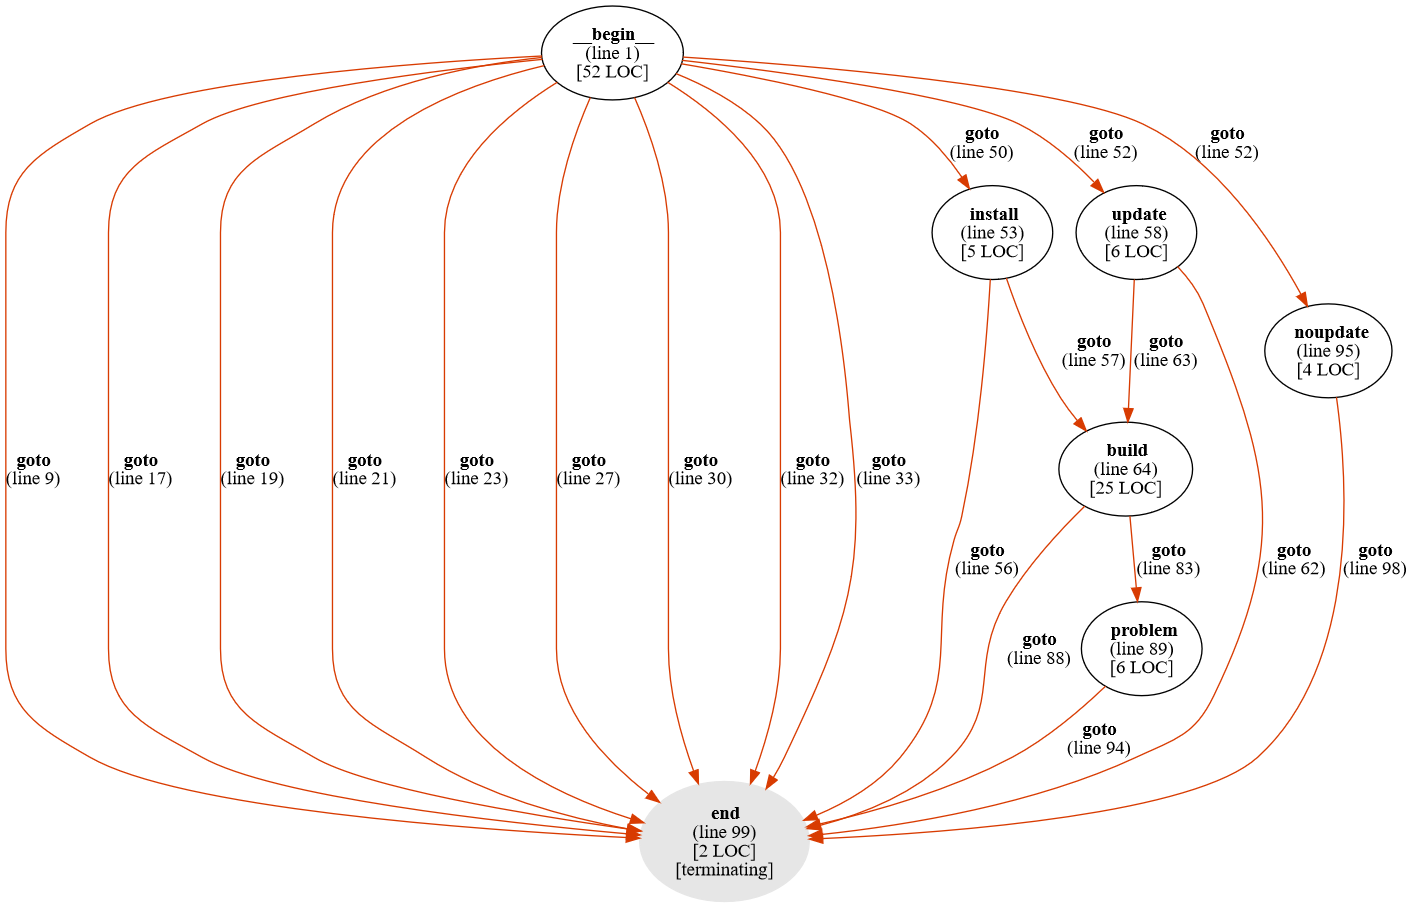 __begin__
(line 1)
[52 LOC]
goto
(line 50)
goto
(line 52)
goto
(line 52)
install
(line 53)
[5 LOC]
update
(line 58)
[6 LOC]
noupdate
(line 95)
[4 LOC]
goto
(line 57)
goto
(line 63)
goto
(line 9)
goto
(line 17)
goto
(line 19)
goto
(line 21)
goto
(line 23)
goto
(line 27)
goto
(line 30)
goto
(line 32)
goto
(line 33)
build
(line 64)
[25 LOC]
goto
(line 56)
goto
(line 83)
goto
(line 62)
goto
(line 98)
goto
(line 88)
problem
(line 89)
[6 LOC]
goto
(line 94)
end
(line 99)
[2 LOC]
[terminating]